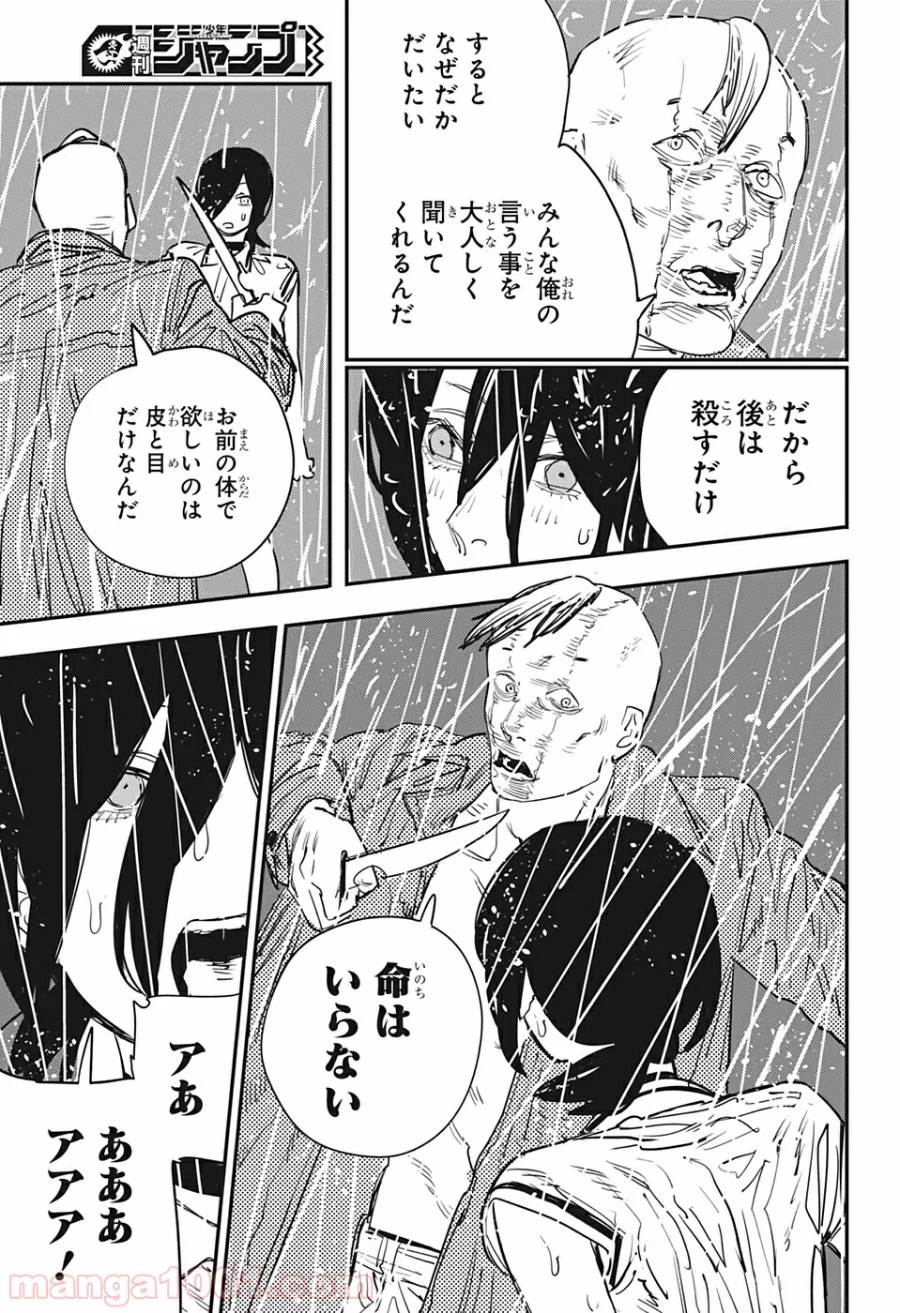 週刊
少年
ジャンプ
すると
なぜだか
だいたい
みんな俺の
言う事を
大人しく
聞いて
くれるんだ
だから
後は
殺すだけ
お前の体で
欲しいのは
皮と目
だけなんだ
命は
いらない
アあ
あああ
アアア!
manga1001.com